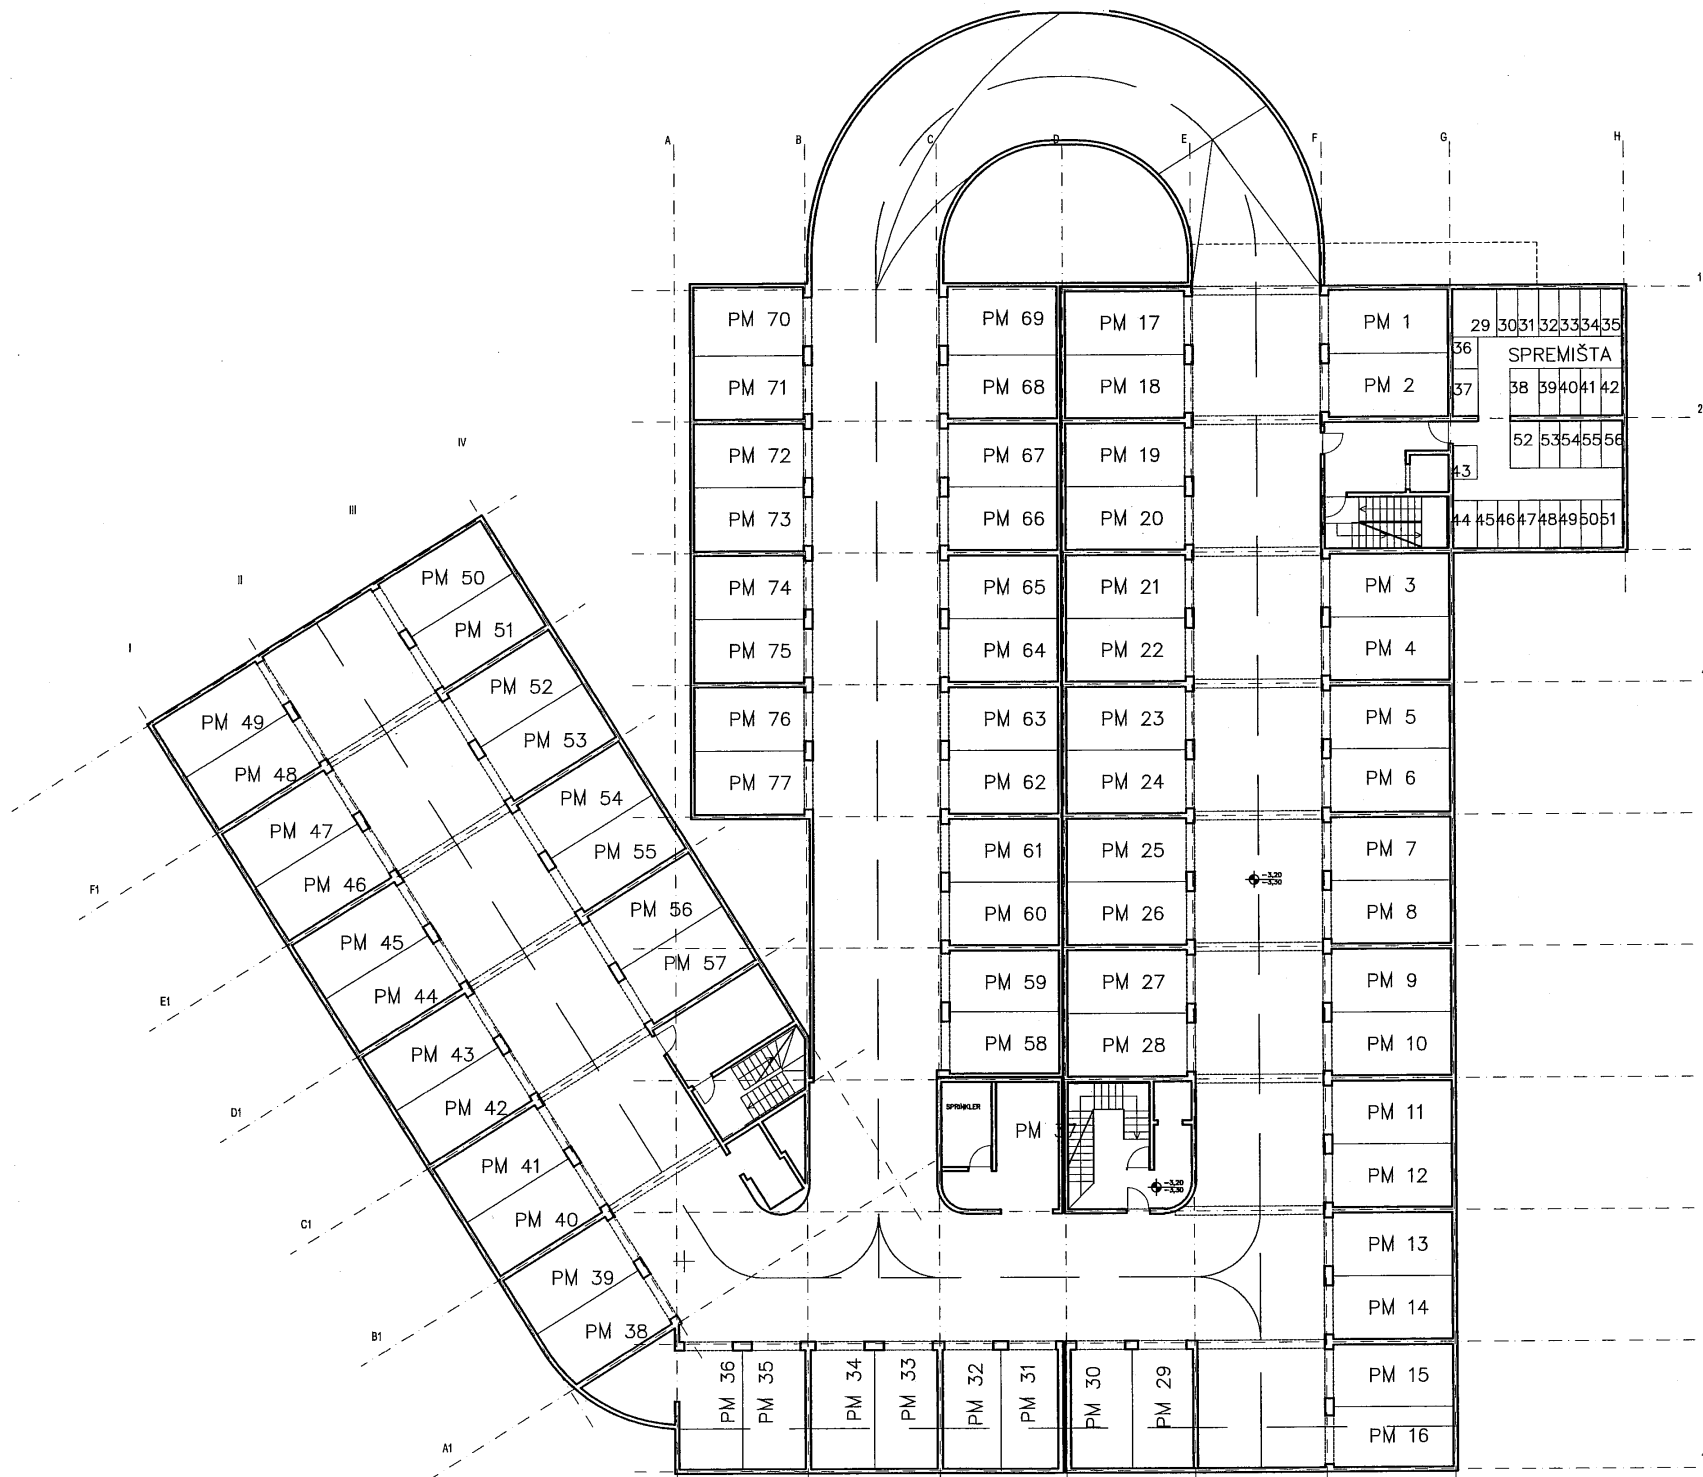 A B C D E F G H
1
PM 70 PM 69 PM 17 PM 1
29 30 31 32 33 34 35
36
SPREMIŠTA
PM 71 PM 68 PM 18 PM 2
37 38 39 40 41 42
2
IV
PM 72 PM 67 PM 19
52 53 54 55 56
43
III
PM 73 PM 66 PM 20
44 45 46 47 48 49 50 51
II
PM 50
PM 74 PM 65 PM 21 PM 3
I
PM 51
PM 75 PM 64 PM 22 PM 4
PM 52
PM 49
PM 76 PM 63 PM 23 PM 5
PM 53
PM 48
PM 77 PM 62 PM 24 PM 6
PM 54
PM 47
PM 55
PM 61 PM 25 PM 7
F1
PM 46
-3,20
-3,30
PM 56
PM 60 PM 26 PM 8
PM 45
PM 57
E1
PM 44
PM 59 PM 27 PM 9
PM 43
PM 58 PM 28 PM 10
D1
PM 42
SPRINKLER
PM 37
PM 11
PM 41
-3,20
-3,30
PM 12
C1
PM 40
PM 13
PM 39
PM 14
B1
PM 38
PM 36
PM 35
PM 34
PM 33
PM 32
PM 31
PM 30
PM 29
PM 15
PM 16
A1